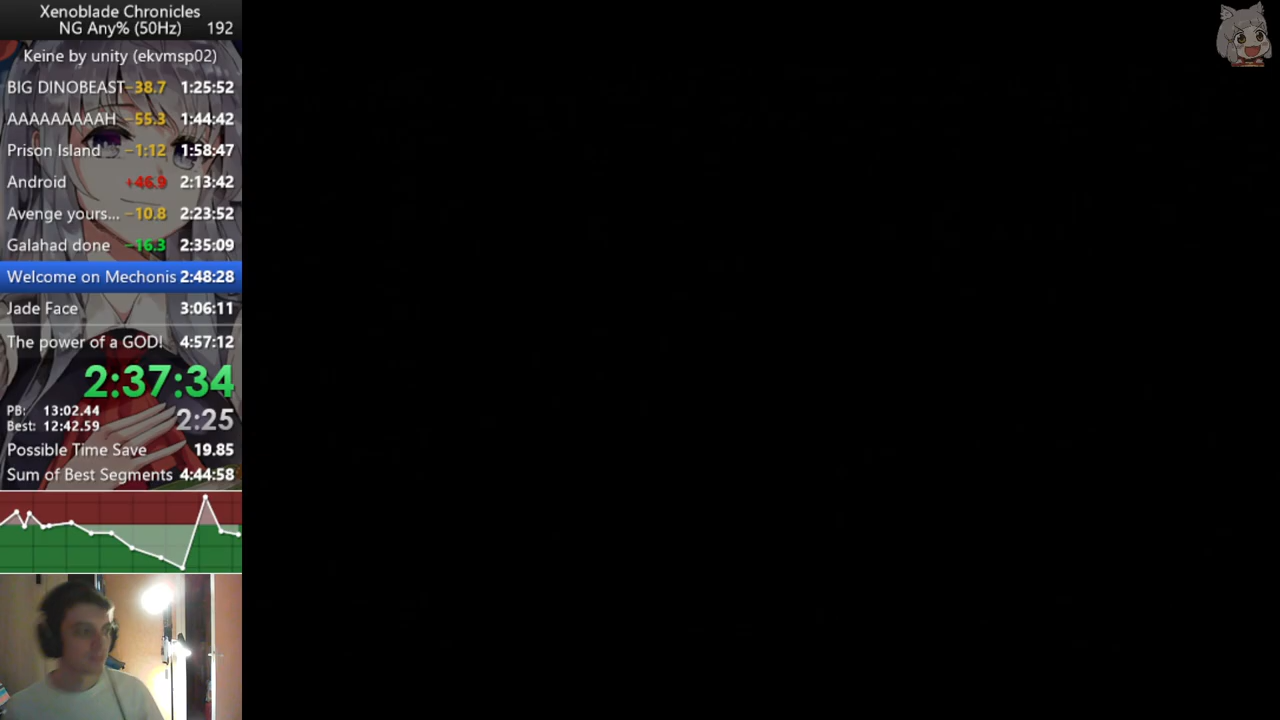 Xenoblade Chronicles
NG Any% (50Hz) 192
Keine by unity (ekvmsp02)
BIG DINOBEAST -38.7 1:25:52
AAAAAAAAAH -55.3 1:44:42
Prison Island -1:12 1:58:47
Android +46.9 2:13:42
Avenge yours... -10.8 2:23:52
Galahad done -16.3 2:35:09
Welcome on Mechonis 2:48:28
Jade Face 3:06:11
The power of a GOD! 4:57:12
2:37:34
PB: 13:02.44
Best: 12:42.59
2:25
Possible Time Save 19.85
Sum of Best Segments 4:44:58